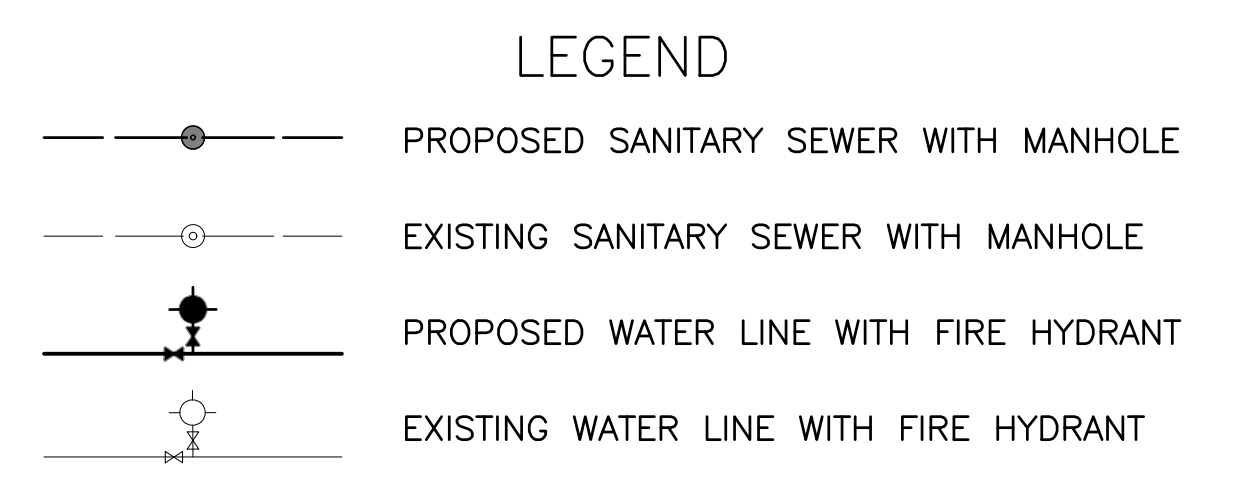 LEGEND
PROPOSED SANITARY SEWER WITH MANHOLE
EXISTING SANITARY SEWER WITH MANHOLE
PROPOSED WATER LINE WITH FIRE HYDRANT
EXISTING WATER LINE WITH FIRE HYDRANT